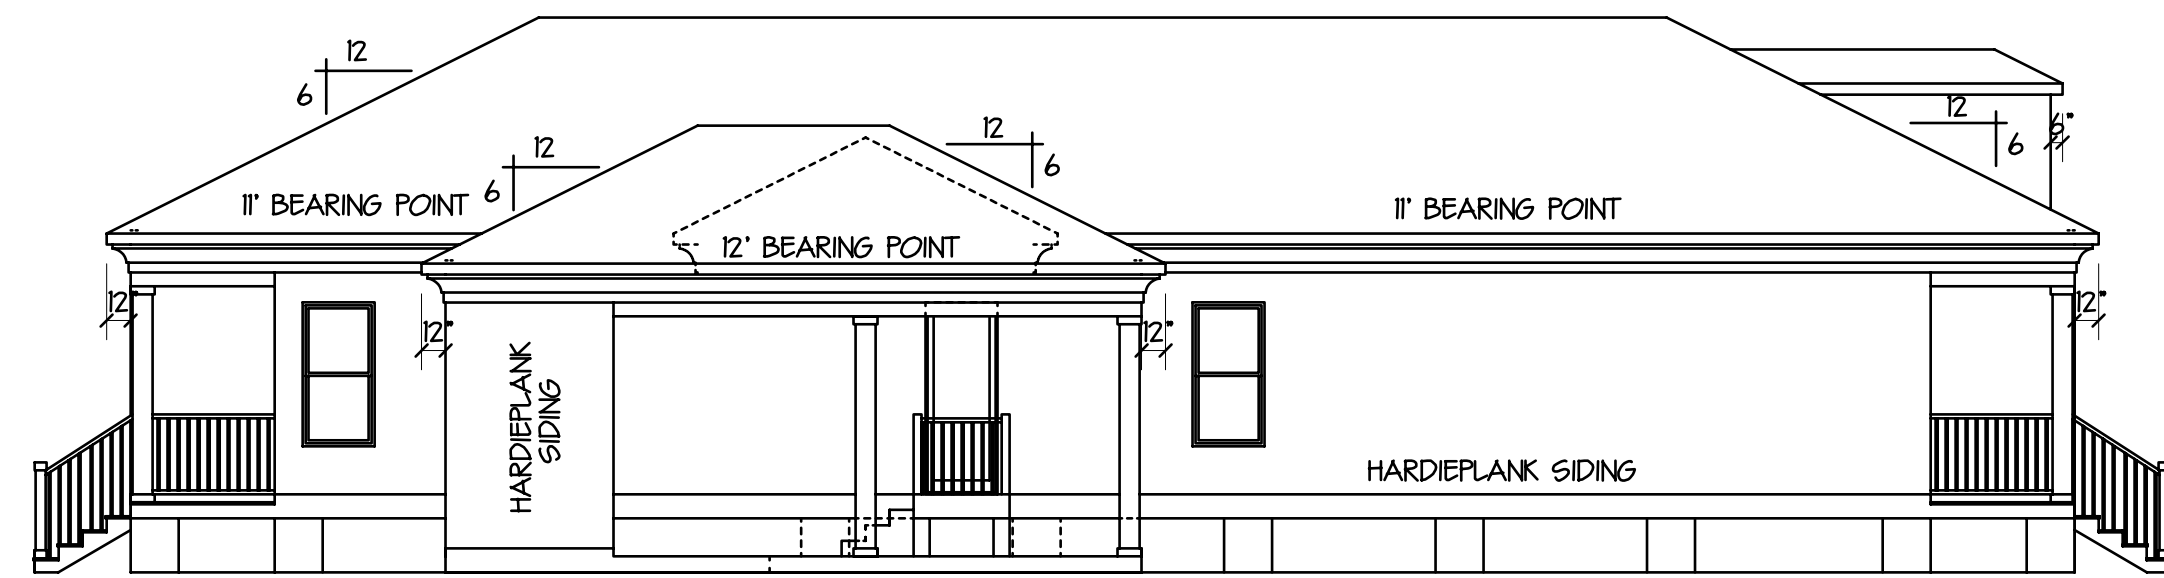 12
6
12
6
12
6
12
6
6"
11' BEARING POINT
11' BEARING POINT
12' BEARING POINT
12"
12"
12"
12"
HARDIEPLANK
SIDING
HARDIEPLANK SIDING